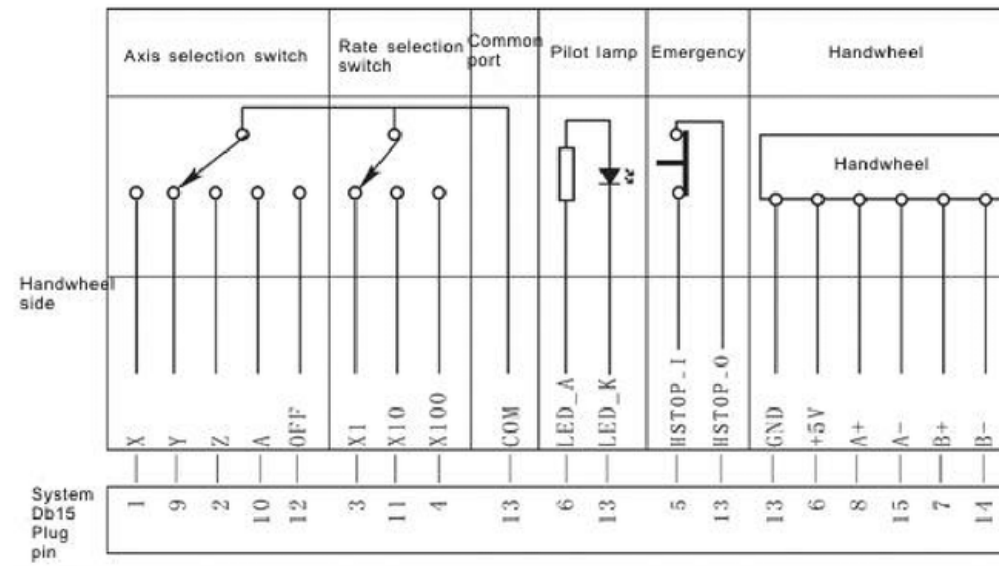 Axis selection switch
Rate selection
switch
Common
port
Pilot lamp
Emergency
Handwheel
Handwheel
Handwheel
side
X
Y
Z
A
OFF
X1
X10
X100
COM
LED_A
LED_K
HSTOP_I
HSTOP_O
GND
+5V
A+
A-
B+
B-
System
Db15
Plug
pin
1
9
2
10
12
3
11
4
13
6
13
5
13
13
6
8
15
7
14